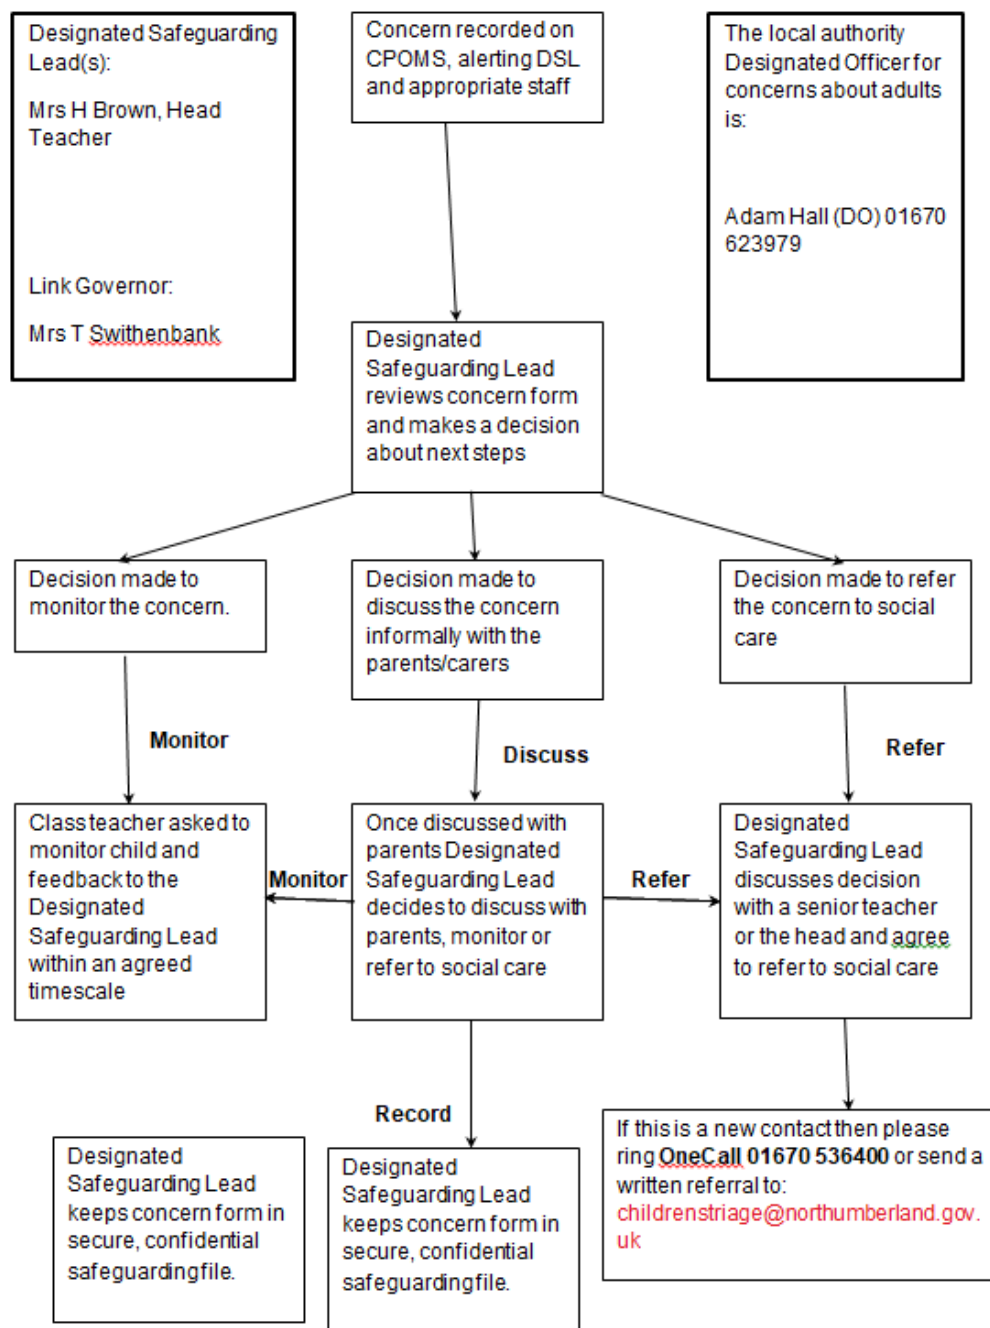 Designated Safeguarding
Lead(s):
Mrs H Brown, Head
Teacher
Link Governor:
Mrs T Swithenbank
Concern recorded on
CPOMS, alerting DSL
and appropriate staff
The local authority
Designated Officer for
concerns about adults
is:
Adam Hall (DO) 01670
623979
Designated
Safeguarding Lead
reviews concern form
and makes a decision
about next steps
Decision made to
monitor the concern.
Decision made to
discuss the concern
informally with the
parents/carers
Decision made to refer
the concern to social
care
Monitor
Discuss
Refer
Class teacher asked to
monitor child and
feedback to the
Designated
Safeguarding Lead
within an agreed
timescale
Monitor
Once discussed with
parents Designated
Safeguarding Lead
decides to discuss with
parents, monitor or
refer to social care
Refer
Designated
Safeguarding Lead
discusses decision
with a senior teacher
or the head and agree
to refer to social care
Record
Designated
Safeguarding Lead
keeps concern form in
secure, confidential
safeguarding file.
Designated
Safeguarding Lead
keeps concern form in
secure, confidential
safeguarding file.
If this is a new contact then please
ring OneCall 01670 536400 or send a
written referral to:
childrenstriage@northumberland.gov.
uk